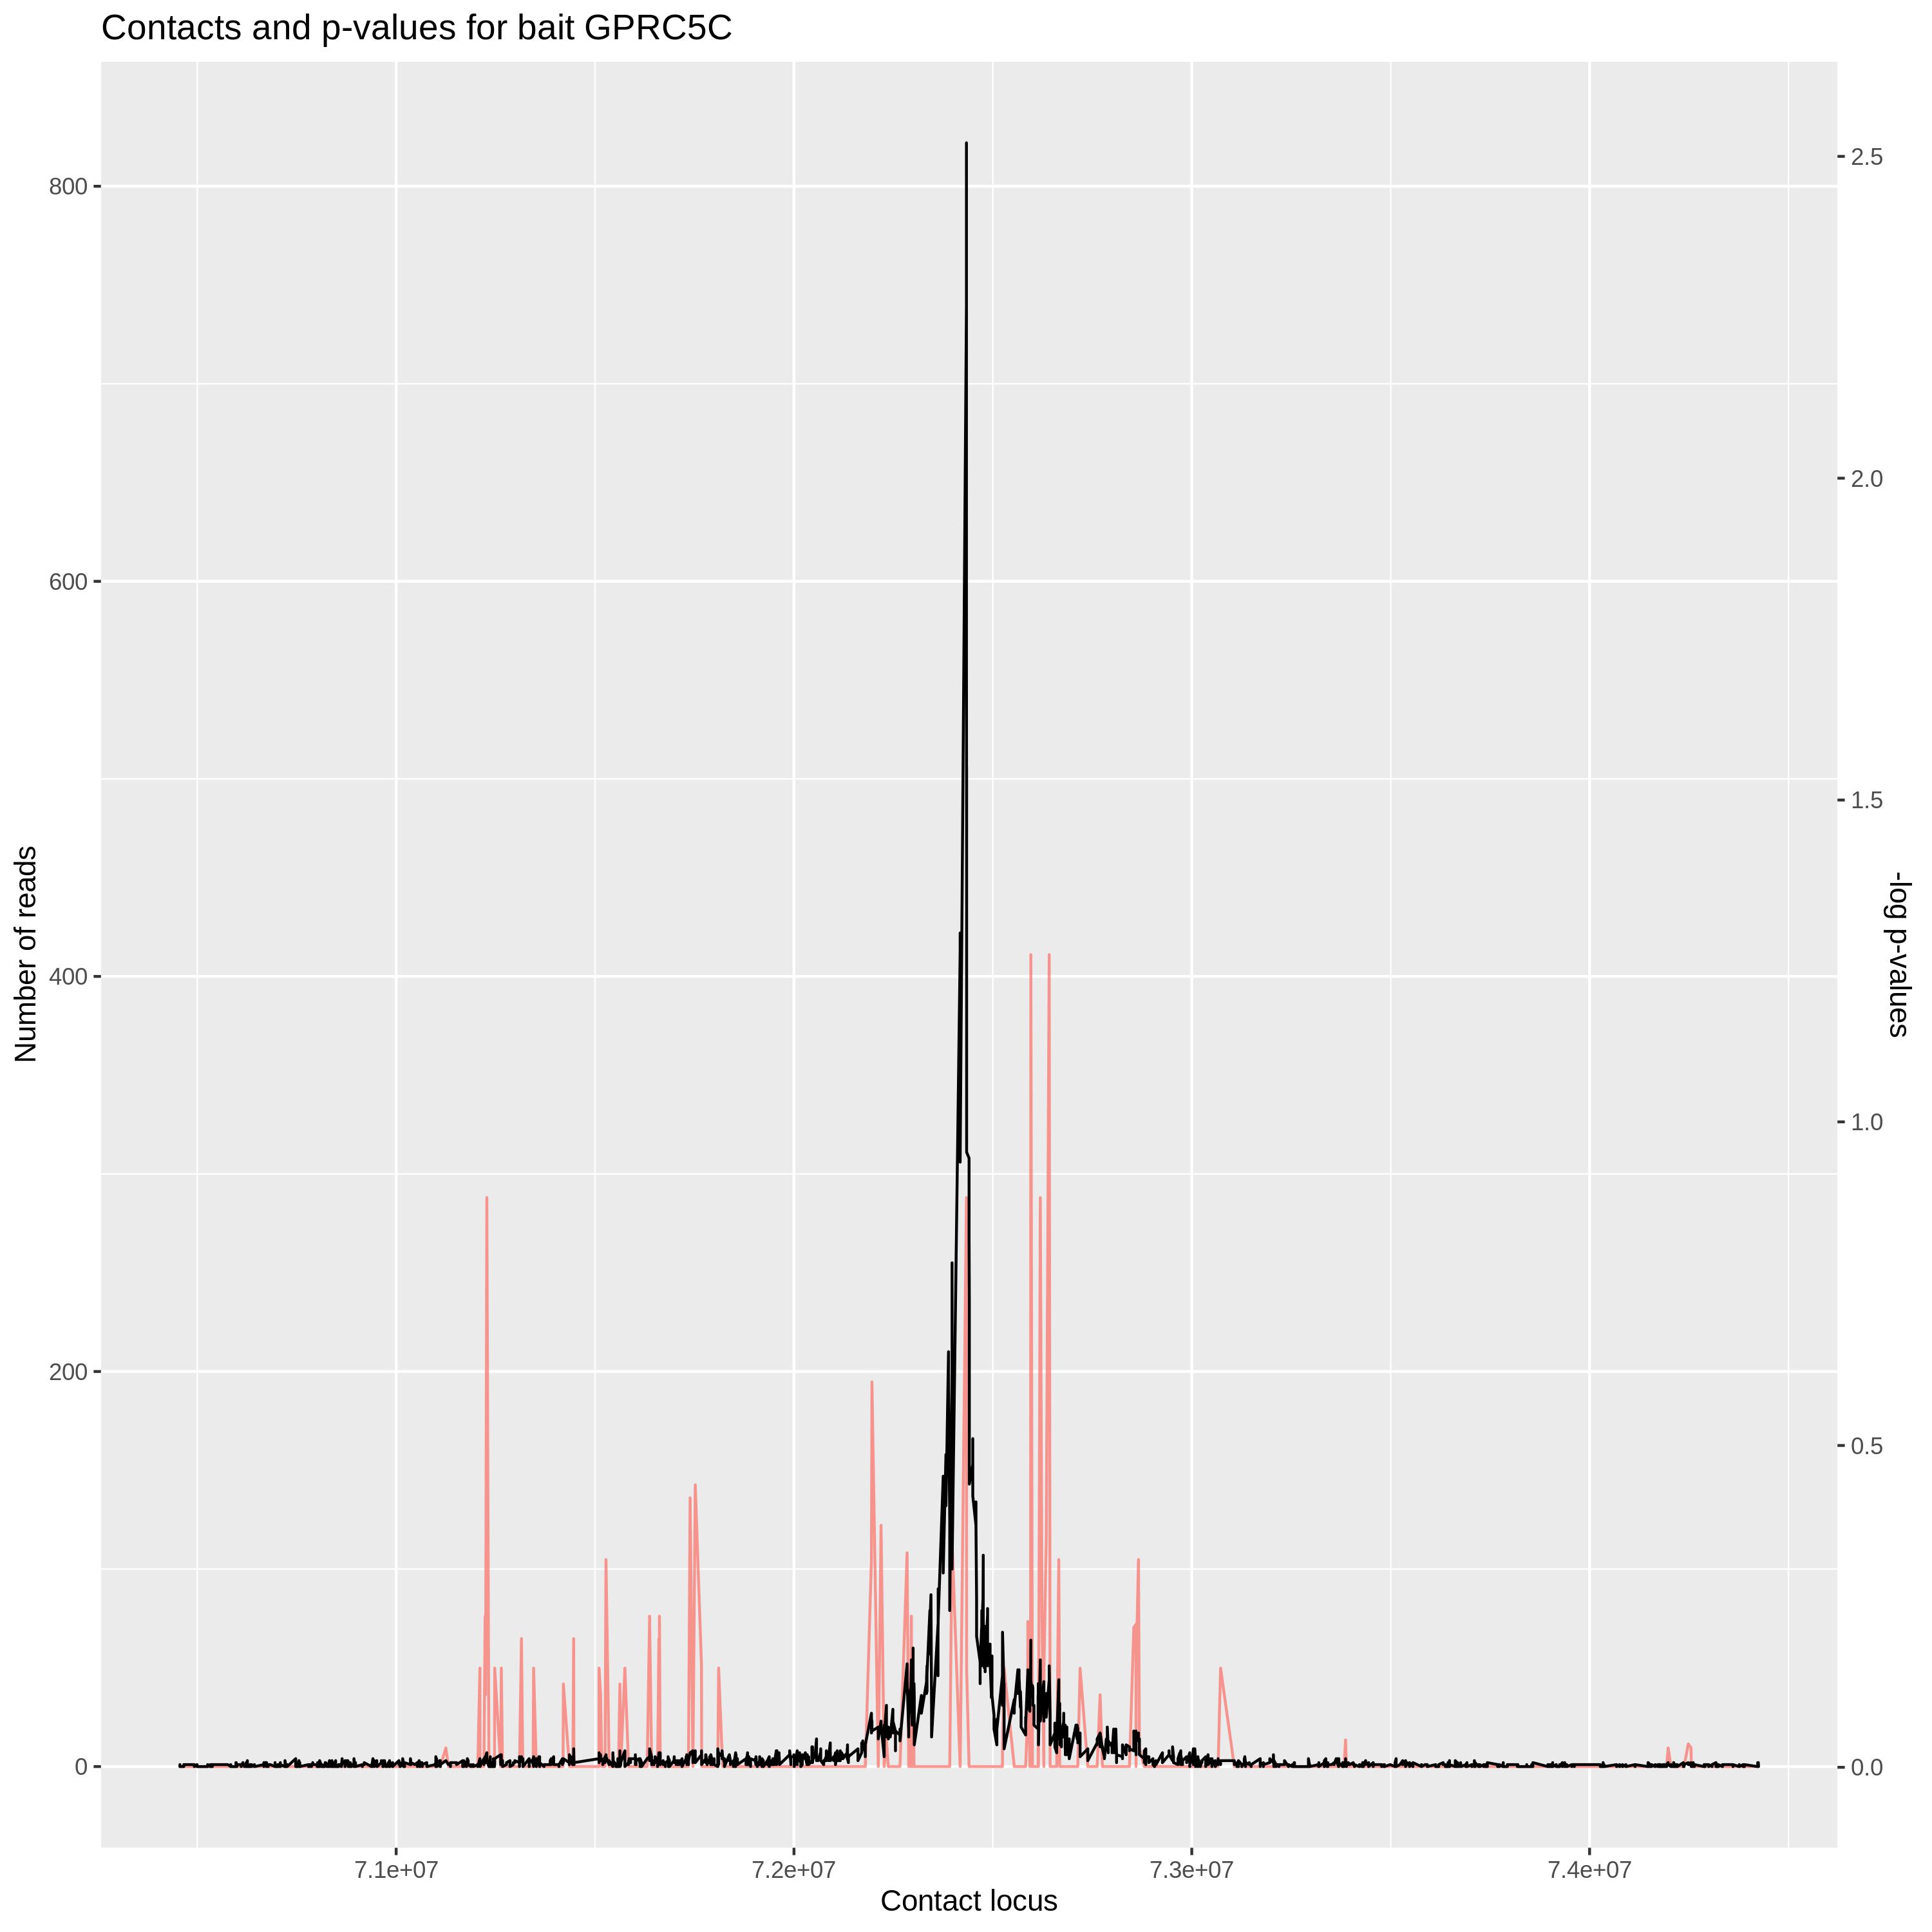 Contacts and p-values for bait GPRC5C
800
600
400
200
0
Number of reads
2.5
2.0
1.5
1.0
0.5
0.0
-log p-values
7.1e+07
7.2e+07
7.3e+07
7.4e+07
Contact locus